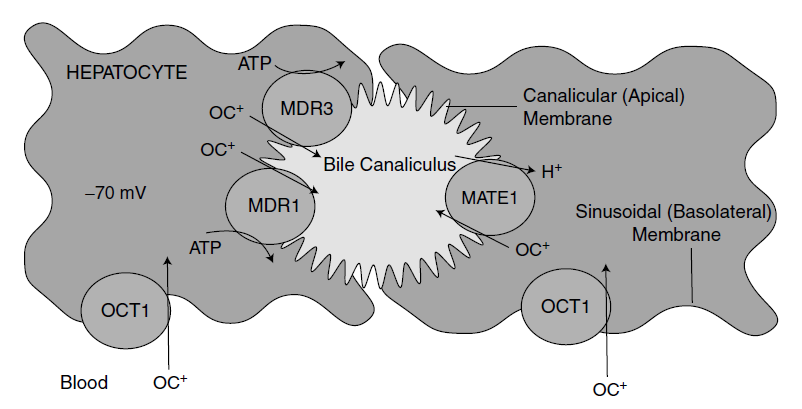 HEPATOCYTE
ATP
OC+
MDR3
OC+
MDR1
ATP
−70 mV
Bile Canaliculus
Canalicular (Apical)
Membrane
H+
MATE1
OC+
Sinusoidal (Basolateral)
Membrane
OCT1
OCT1
Blood
OC+
OC+